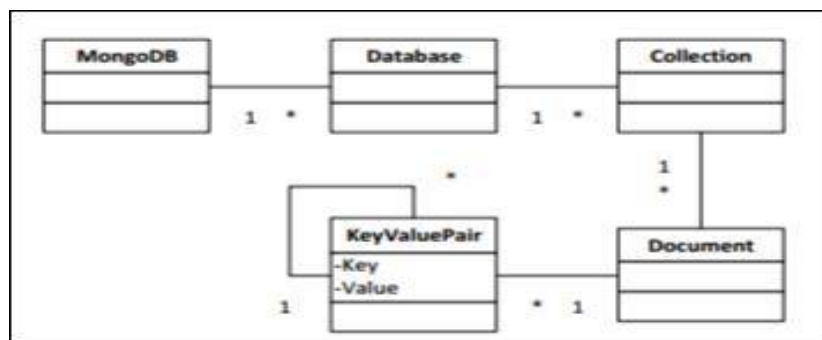 MongoDB
Database
Collection
1 *
1 *
1
*
*
KeyValuePair
-Key
-Value
1
Document
* 1